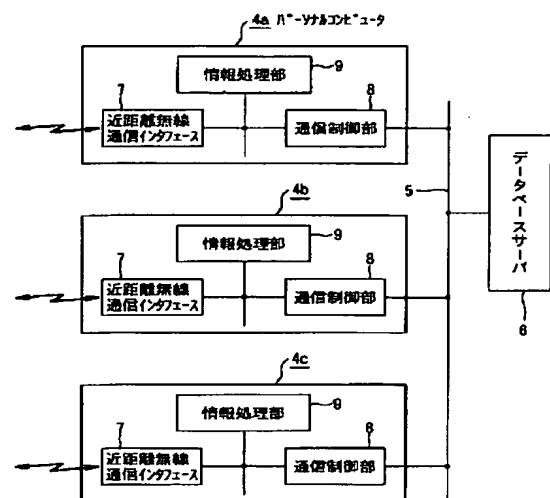 4a パーソナルコンピュータ
情報処理部
9
7
近距離無線
通信インタフェース
8
通信制御部
5
データベースサーバ
6
4b
情報処理部
9
7
近距離無線
通信インタフェース
8
通信制御部
4c
情報処理部
9
7
近距離無線
通信インタフェース
8
通信制御部